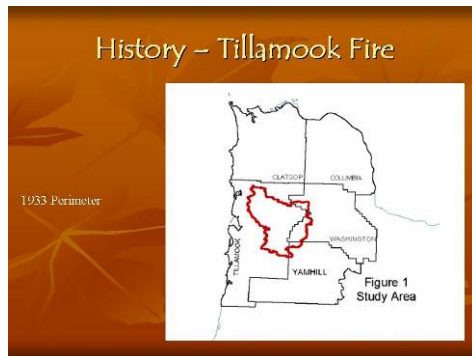 History – Tillamook Fire
1933 Perimeter
CLATSOP
COLUMBIA
WASHINGTON
TILLAMOOK
YAMHILL
Figure 1
Study Area